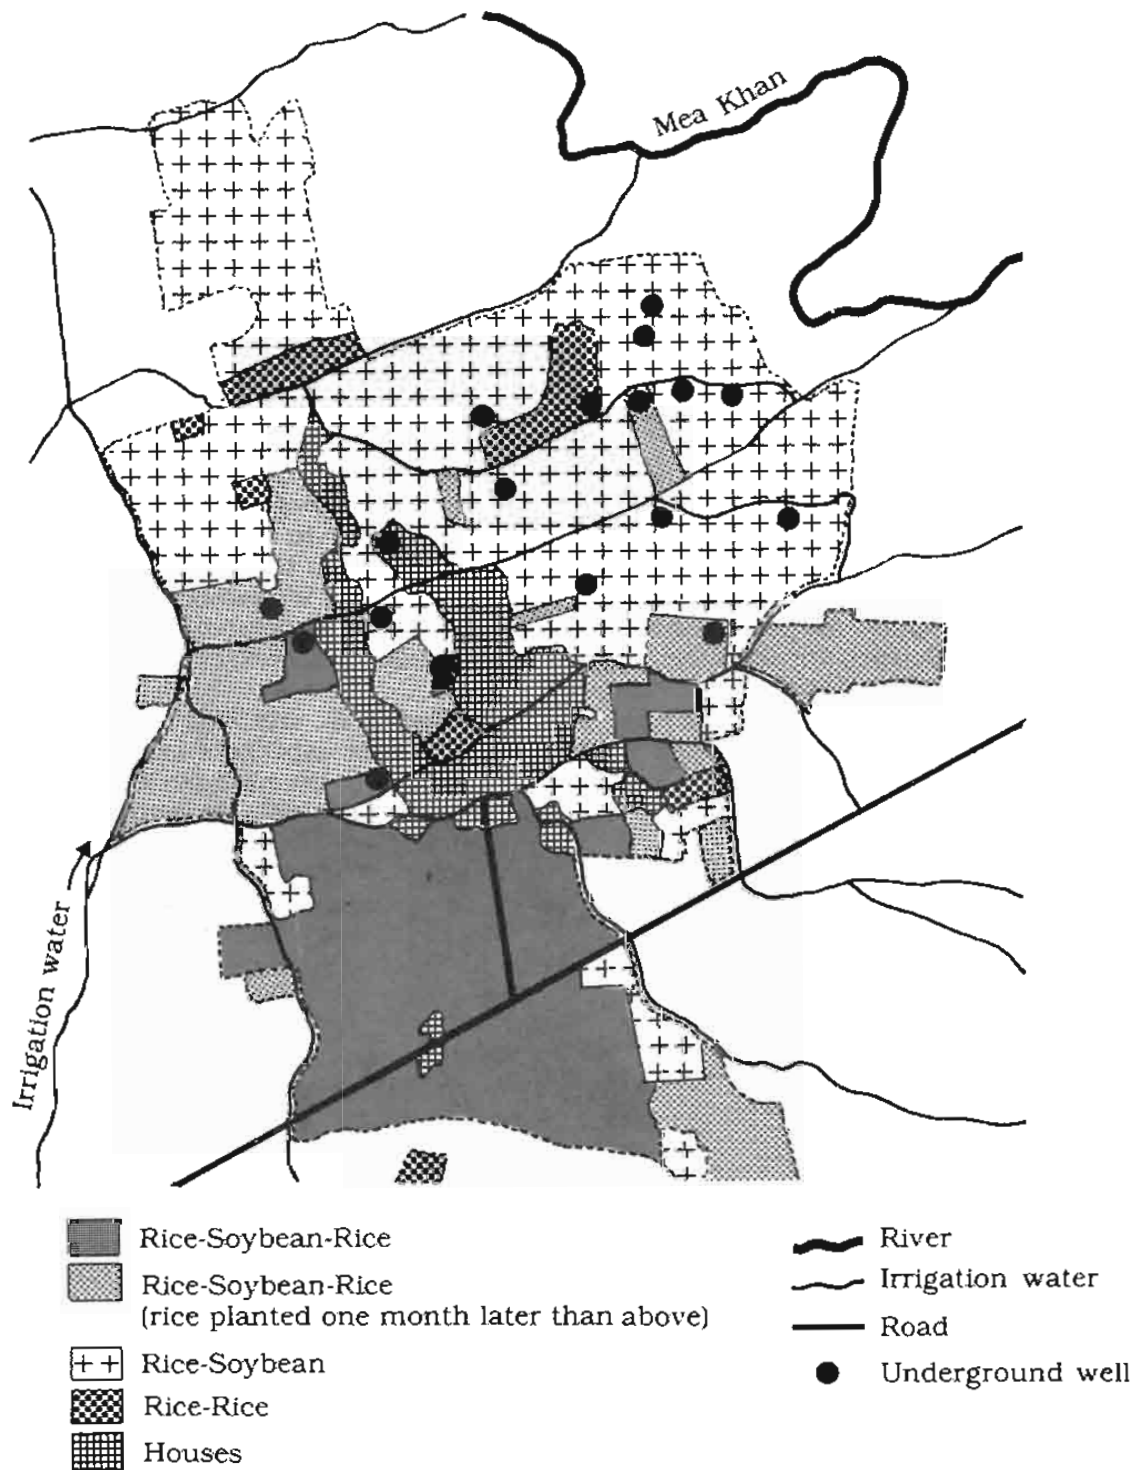 Mea Khan
Irrigation water
Rice-Soybean-Rice
Rice-Soybean-Rice
(rice planted one month later than above)
Rice-Soybean
Rice-Rice
Houses
River
Irrigation water
Road
Underground well